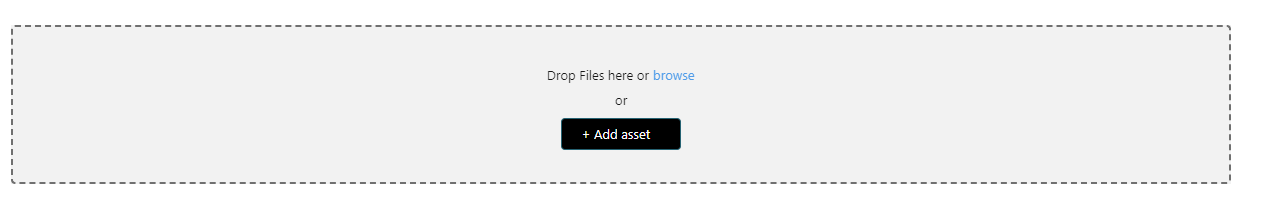 Drop Files here or browse
or
+ Add asset